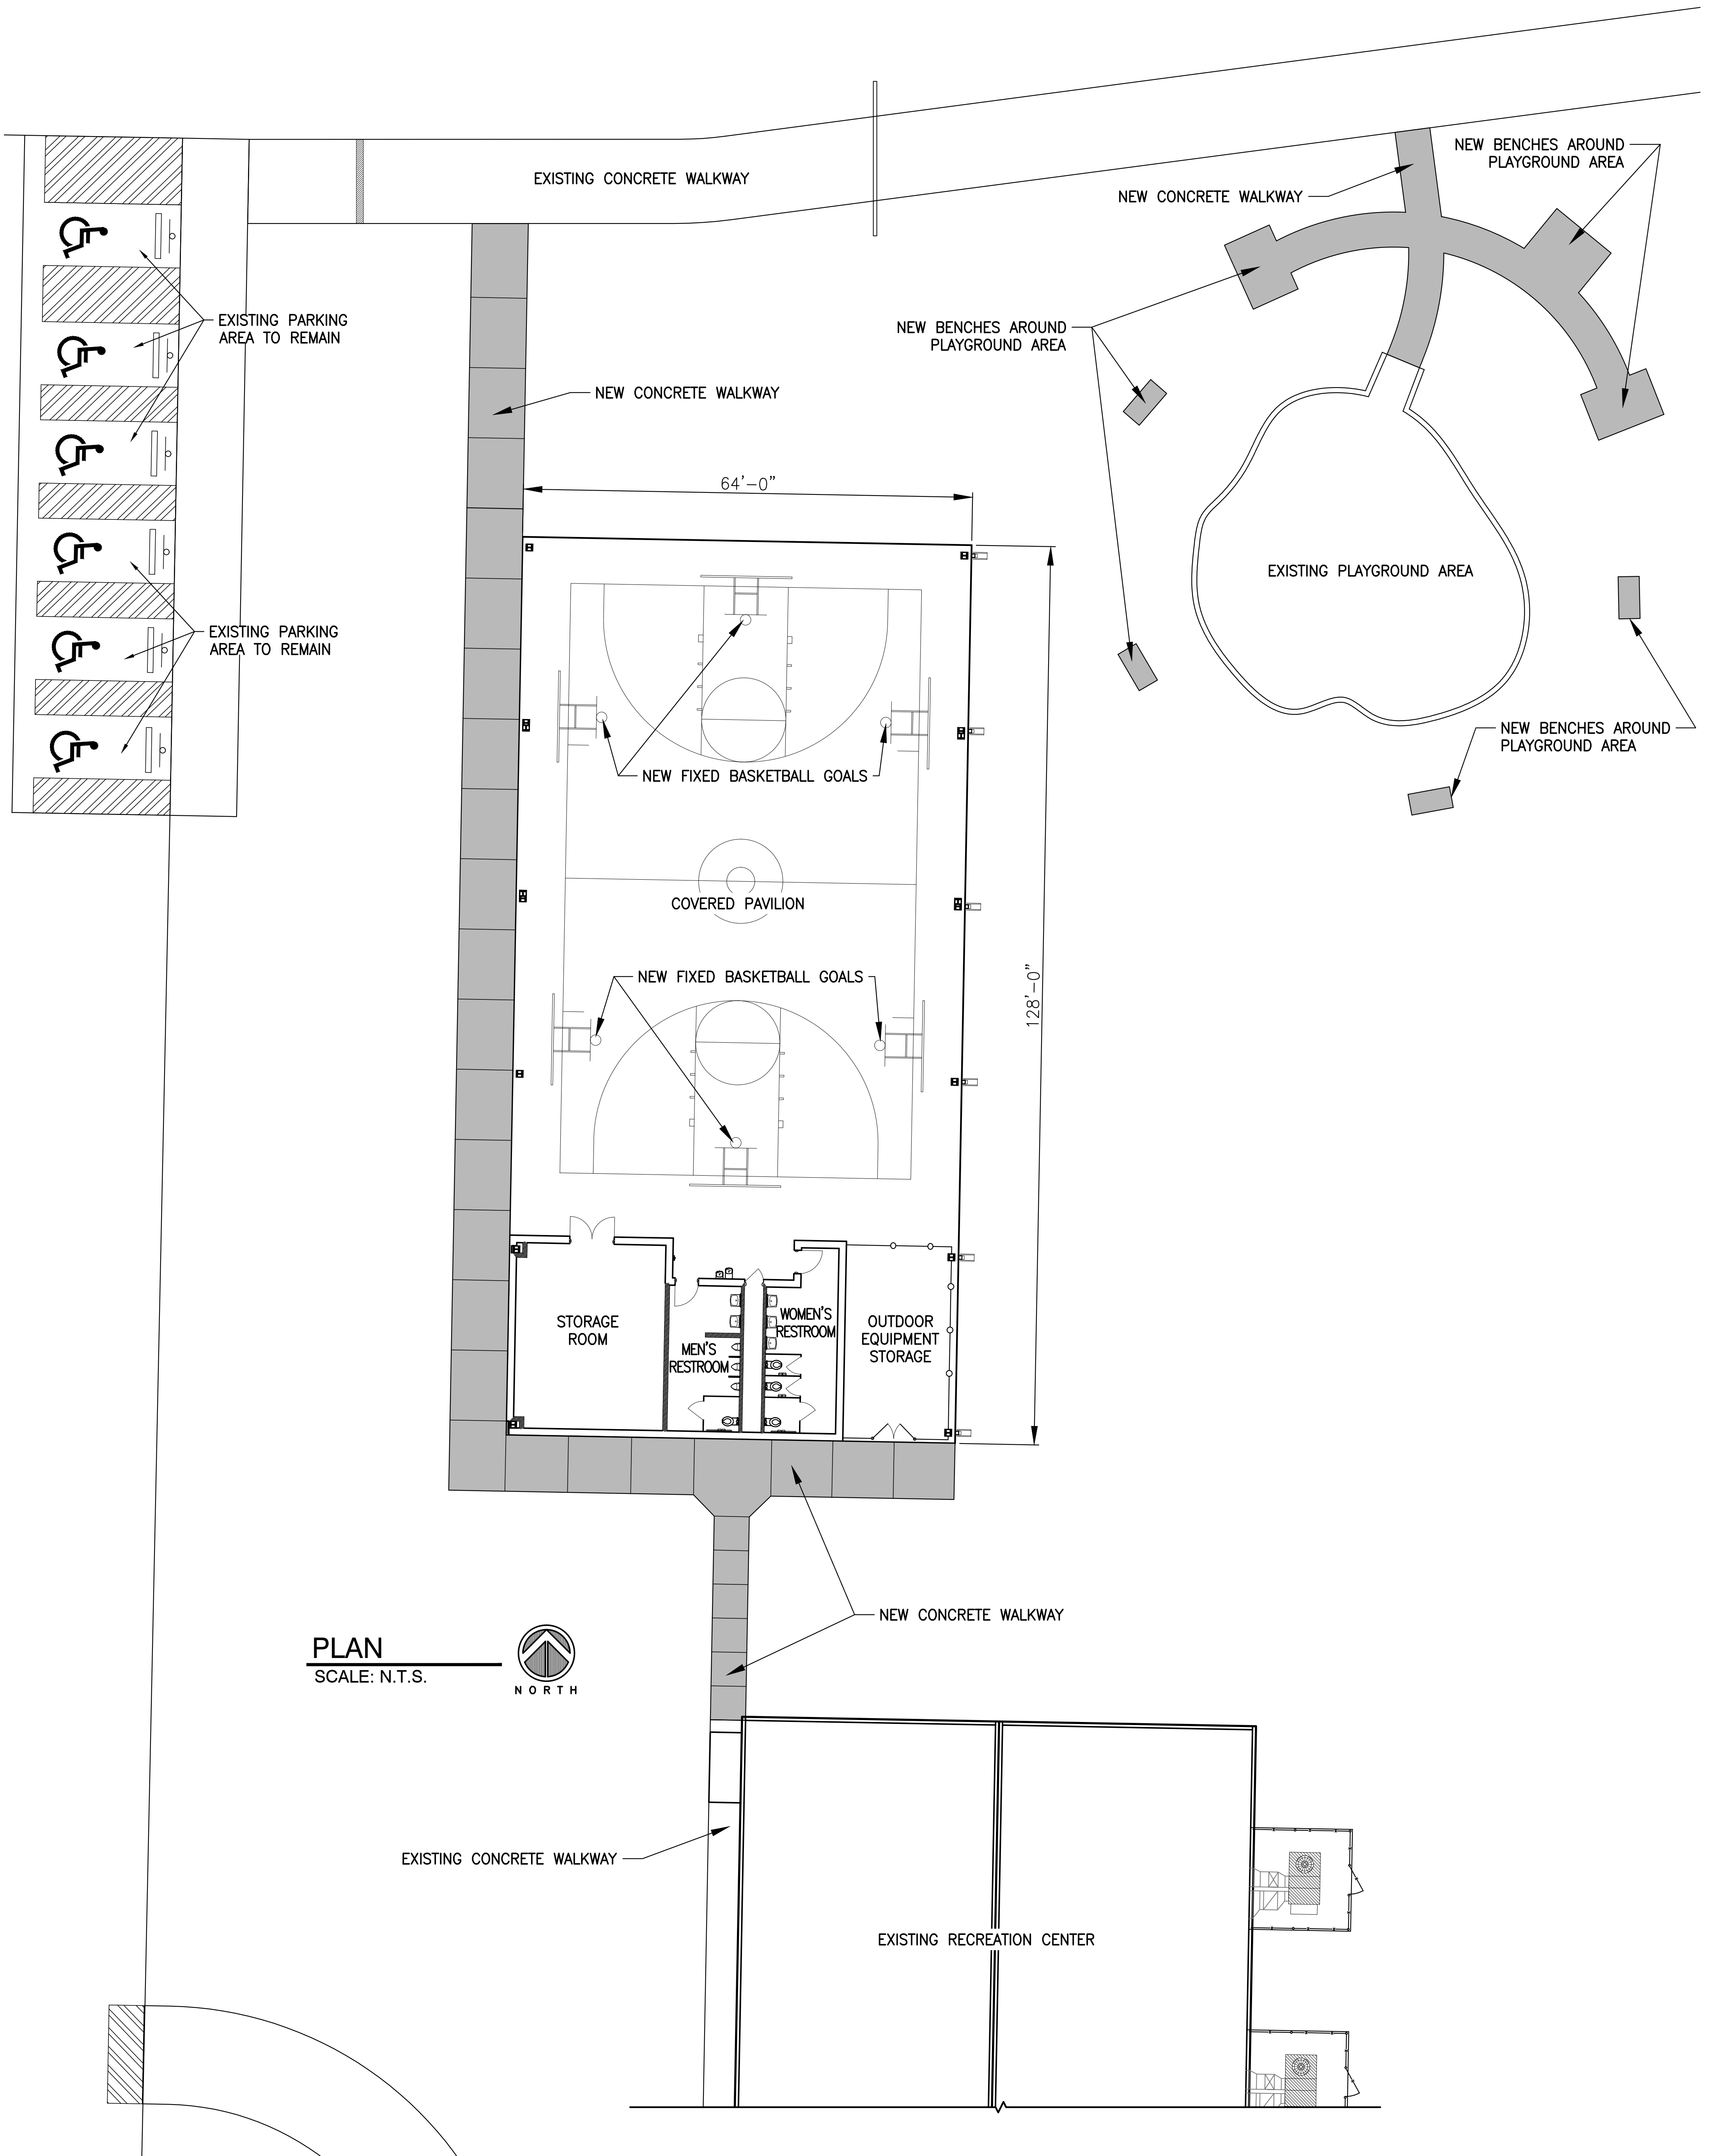 EXISTING CONCRETE WALKWAY
NEW BENCHES AROUND
PLAYGROUND AREA
NEW CONCRETE WALKWAY
EXISTING PARKING
AREA TO REMAIN
NEW BENCHES AROUND
PLAYGROUND AREA
NEW CONCRETE WALKWAY
64'-0"
EXISTING PLAYGROUND AREA
EXISTING PARKING
AREA TO REMAIN
NEW BENCHES AROUND
PLAYGROUND AREA
NEW FIXED BASKETBALL GOALS
COVERED PAVILION
NEW FIXED BASKETBALL GOALS
128'-0"
STORAGE
ROOM
MEN'S
RESTROOM
WOMEN'S
RESTROOM
OUTDOOR
EQUIPMENT
STORAGE
NEW CONCRETE WALKWAY
PLAN
SCALE: N.T.S.
NORTH
EXISTING CONCRETE WALKWAY
EXISTING RECREATION CENTER